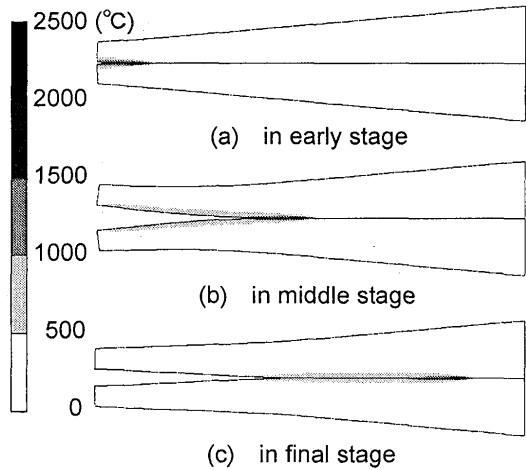 2500 (°C)
2000
1500
1000
500
0
(a) in early stage
(b) in middle stage
(c) in final stage